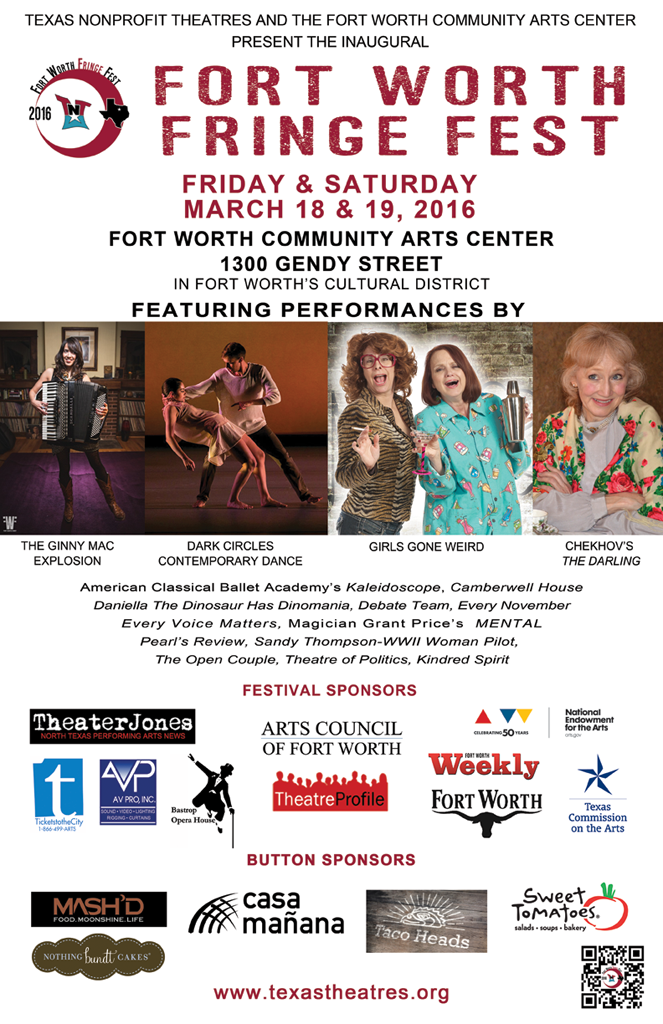 TEXAS NONPROFIT THEATRES AND THE FORT WORTH COMMUNITY ARTS CENTER
PRESENT THE INAUGURAL
FORT WORTH FRINGE FEST
2016
N
FORT WORTH
FRINGE FEST
FRIDAY & SATURDAY
MARCH 18 & 19, 2016
FORT WORTH COMMUNITY ARTS CENTER
1300 GENDY STREET
IN FORT WORTH'S CULTURAL DISTRICT
FEATURING PERFORMANCES BY
THE GINNY MAC
EXPLOSION
DARK CIRCLES
CONTEMPORARY DANCE
GIRLS GONE WEIRD
CHEKHOV'S
THE DARLING
American Classical Ballet Academy's Kaleidoscope, Camberwell House
Daniella The Dinosaur Has Dinomania, Debate Team, Every November
Every Voice Matters, Magician Grant Price's MENTAL
Pearl's Review, Sandy Thompson-WWII Woman Pilot,
The Open Couple, Theatre of Politics, Kindred Spirit
FESTIVAL SPONSORS
TheaterJones
NORTH TEXAS PERFORMING ARTS NEWS
ARTS COUNCIL
OF FORT WORTH
CELEBRATING 50 YEARS
National
Endowment
for the Arts
arts.gov
t
TicketstotheCity
1-866-499-ARTS
AVP
AV PRO, INC.
SOUND • VIDEO • LIGHTING
RIGGING • CURTAINS
Bastrop
Opera House
TheatreProfile
FORT WORTH
Weekly
FORT WORTH
Texas
Commission
on the Arts
BUTTON SPONSORS
MASH'D
FOOD.MOONSHINE.LIFE.
casa
mañana
Taco Heads
Sweet
Tomatoes®
salads • soups • bakery
NOTHING bundt CAKES®
www.texastheatres.org